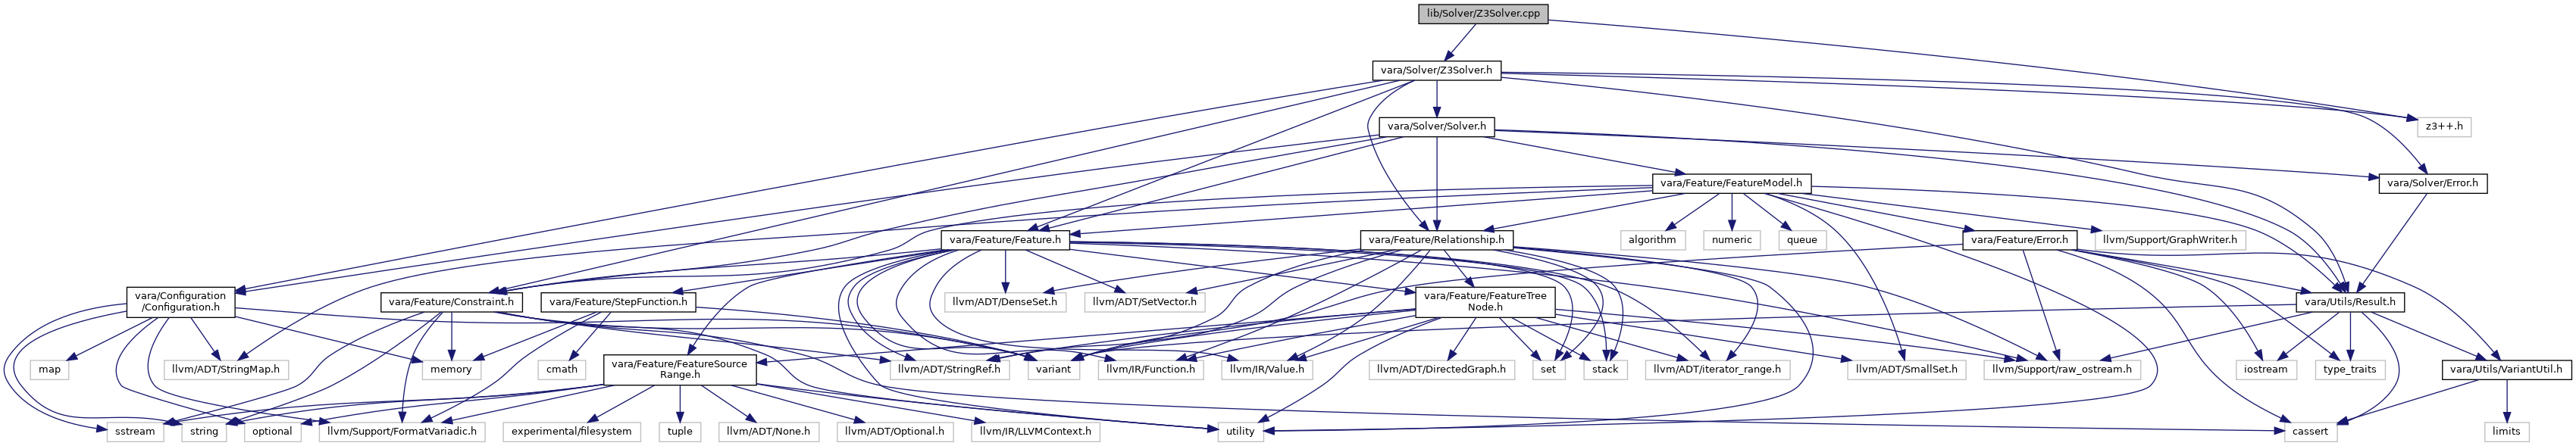 lib/Solver/Z3Solver.cpp
vara/Solver/Z3Solver.h
vara/Solver/Solver.h
z3++.h
vara/Feature/FeatureModel.h
vara/Solver/Error.h
vara/Feature/Feature.h
vara/Feature/Relationship.h
algorithm
numeric
queue
vara/Feature/Error.h
llvm/Support/GraphWriter.h
vara/Configuration
/Configuration.h
vara/Feature/Constraint.h
vara/Feature/StepFunction.h
llvm/ADT/DenseSet.h
llvm/ADT/SetVector.h
vara/Feature/FeatureTree
Node.h
vara/Utils/Result.h
map
llvm/ADT/StringMap.h
memory
cmath
vara/Feature/FeatureSource
Range.h
llvm/ADT/StringRef.h
variant
llvm/IR/Function.h
llvm/IR/Value.h
llvm/ADT/DirectedGraph.h
set
stack
llvm/ADT/iterator_range.h
llvm/ADT/SmallSet.h
llvm/Support/raw_ostream.h
iostream
type_traits
vara/Utils/VariantUtil.h
sstream
string
optional
llvm/Support/FormatVariadic.h
experimental/filesystem
tuple
llvm/ADT/None.h
llvm/ADT/Optional.h
llvm/IR/LLVMContext.h
utility
cassert
limits